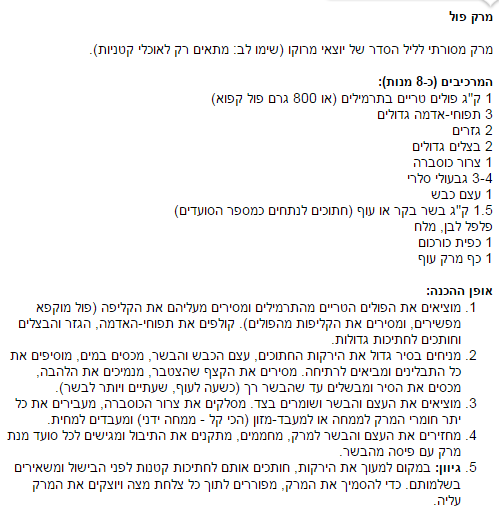 מרק פול
מרק מסורתי לליל הסדר של יוצאי מרוקו (שימו לב: מתאים רק לאוכלי קטניות).
המרכיבים (כ-8 מנות):
1 ק"ג פולים טריים בתרמילים (או 800 גרם פול קפוא)
3 תפוחי-אדמה גדולים
2 גזרים
2 בצלים גדולים
1 צרור כוסברה
3-4 גבעולי סלרי
1 עצם כבש
1.5 ק"ג בשר בקר או עוף (חתוכים לנתחים כמספר הסועדים)
פלפל לבן, מלח
1 כפית כורכום
1 כף מרק עוף
אופן ההכנה:
1. מוציאים את הפולים הטריים מהתרמילים ומסירים מעליהם את הקליפה (פול מוקפא
מפשירים, ומסירים את הקליפות מהפולים). קולפים את תפוחי-האדמה, הגזר והבצלים
וחותכים לחתיכות גדולות.
2. מניחים בסיר גדול את הירקות החתוכים, עצם הכבש והבשר, מכסים במים, מוסיפים את
כל התבלינים ומביאים לרתיחה. מסירים את הקצף שהצטבר, מנמיכים את הלהבה,
מכסים את הסיר ומבשלים עד שהבשר רך (כשעה לעוף, שעתיים ויותר לבשר).
3. מוציאים את העצם והבשר ושומרים בצד. מסלקים את צרור הכוסברה, מעבירים את כל
יתר חומרי המרק לממחה או למעבד-מזון (הכי קל - ממחה ידני) ומעבדים למחית.
4. מחזירים את העצם והבשר למרק, מחממים, מתקנים את התיבול ומגישים לכל סועד מנת
מרק עם פיסה מהבשר.
5. גיוון: במקום למעוך את הירקות, חותכים אותם לחתיכות קטנות לפני הבישול ומשאירים
בשלמותם. כדי להסמיך את המרק, מפוררים לתוך כל צלחת מצה ויוצקים את המרק
עליה.